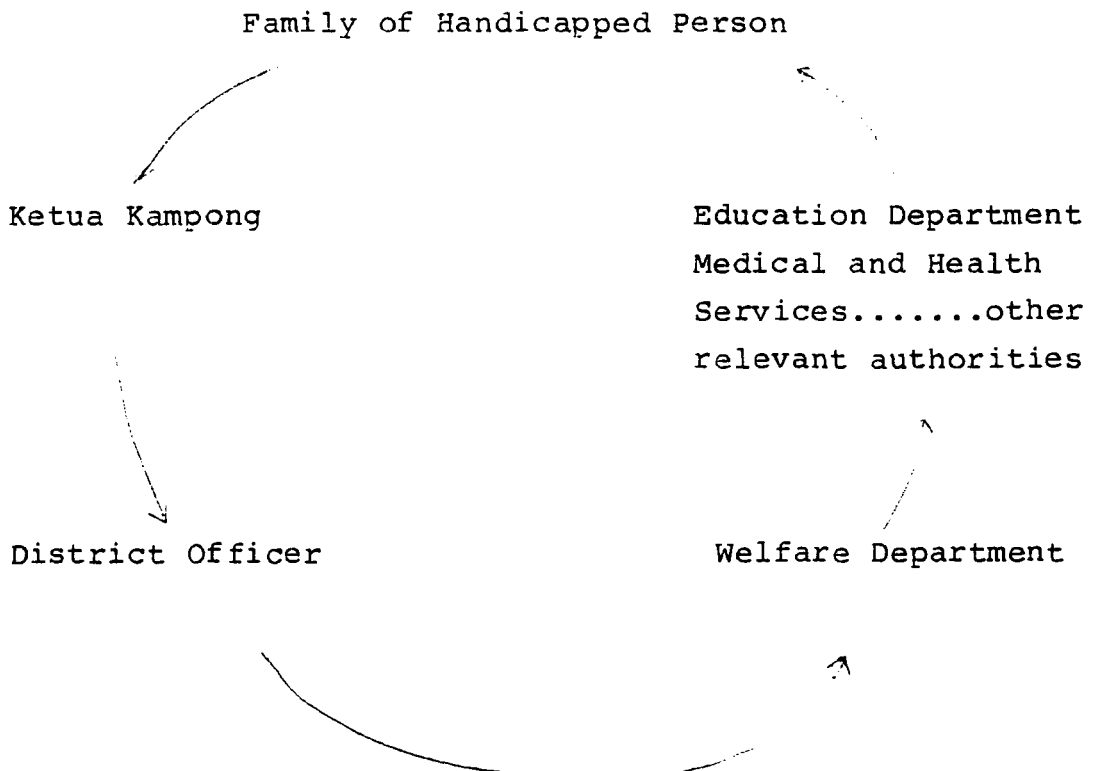 Family of Handicapped Person
Ketua Kampong
Education Department
Medical and Health
Services.......other
relevant authorities
District Officer
Welfare Department